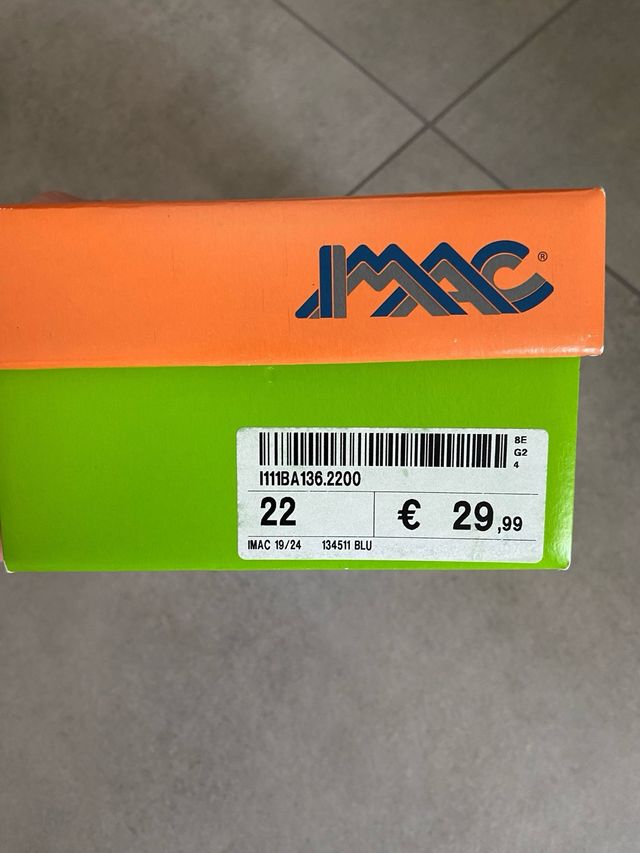 IMAC®
8E
G2
4
I111BA136.2200
22 € 29,99
IMAC 19/24 134511 BLU